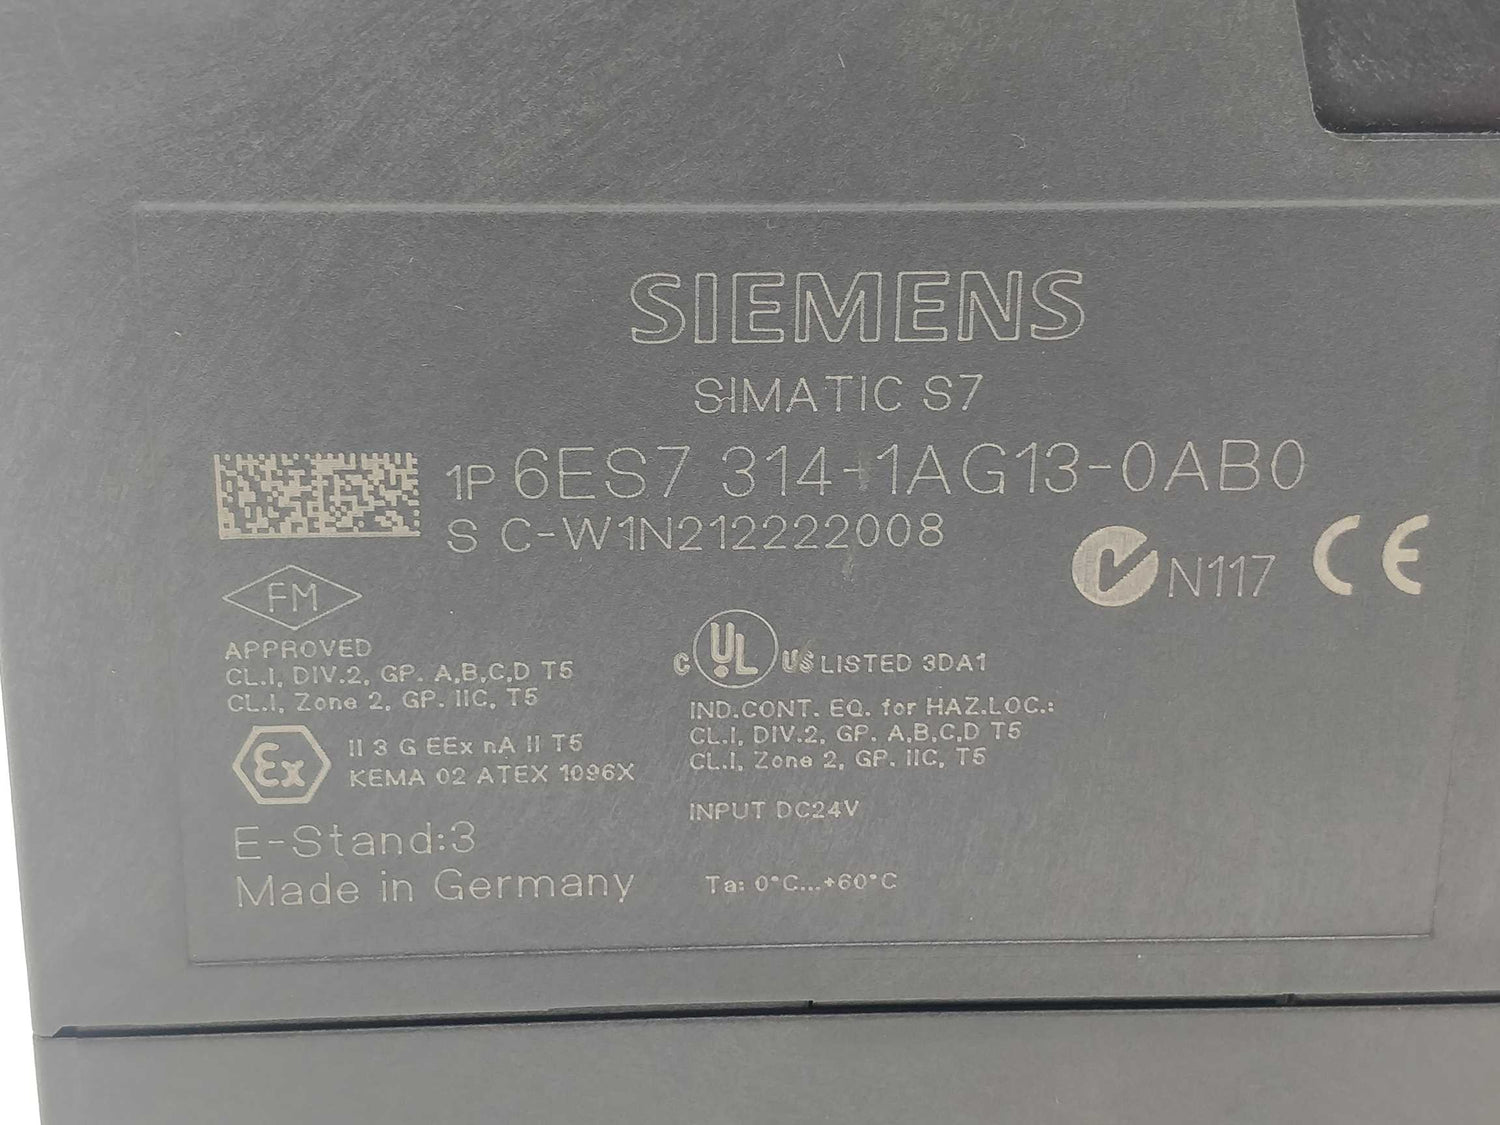 SIEMENS
SIMATIC S7
1P 6ES7 314-1AG13-0AB0
S C-W1N212222008
N117 CE
FM
APPROVED
CL.I, DIV.2, GP. A,B,C,D T5
CL.I, Zone 2, GP. IIC, T5
Ex
II 3 G EEx nA II T5
KEMA 02 ATEX 1096X
E-Stand:3
Made in Germany
C UL US LISTED 3DA1
IND.CONT. EQ. for HAZ.LOC.:
CL.I, DIV.2, GP. A,B,C,D T5
CL.I, Zone 2, GP. IIC, T5
INPUT DC24V
Ta: 0°C...+60°C